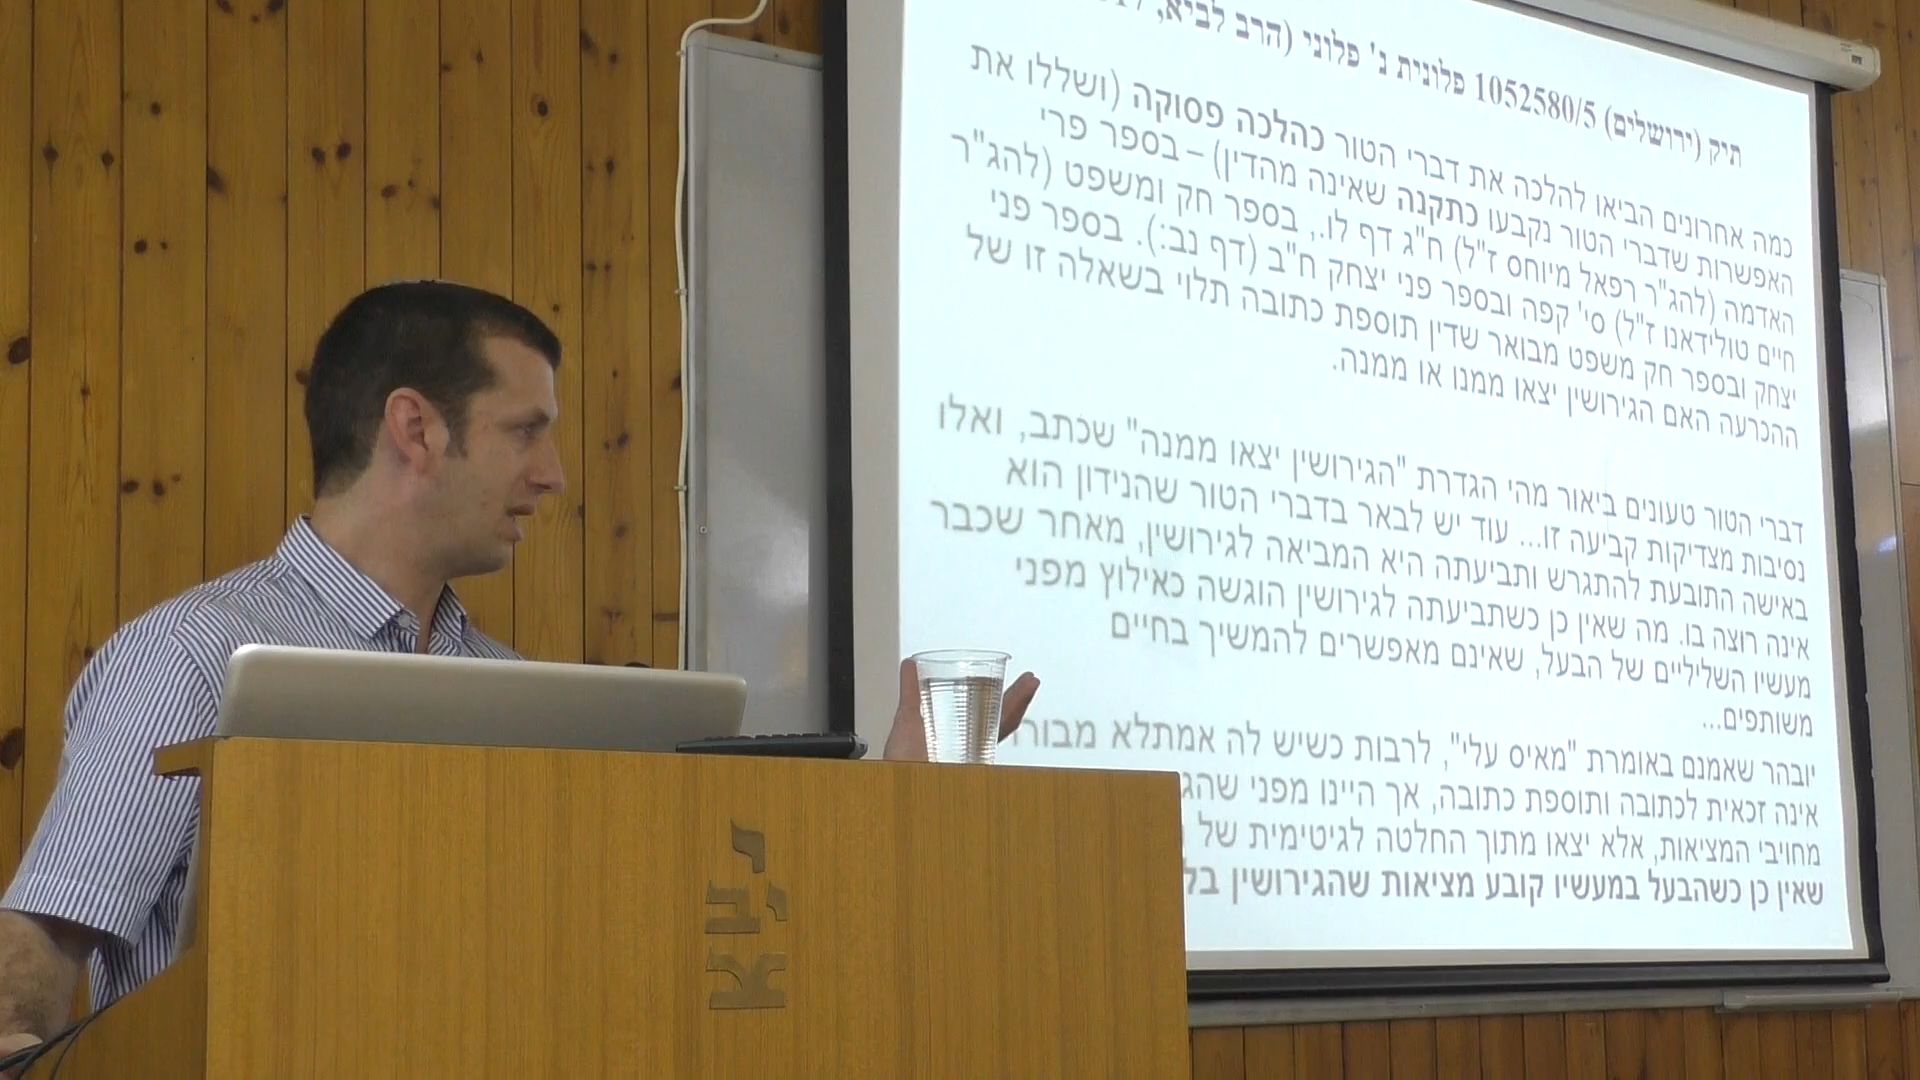 תיק (ירושלים) 1052580/5 פלונית נ' פלוני (הרב לביא,
כמה אחרונים הביאו להלכה את דברי הטור כהלכה פסוקה (ושללו את
האפשרות שדברי הטור נקבעו כתקנה שאינה מהדין) – בספר פרי
האדמה (להג"ר רפאל מיוחס ז"ל) ח"ג דף לו., בספר חק ומשפט (להג"ר
חיים טולידאנו ז"ל) סי' קפה ובספר פני יצחק ח"ב (דף נב:). בספר פני
יצחק ובספר חק משפט מבואר שדין תוספת כתובה תלוי בשאלה זו של
ההכרעה האם הגירושין יצאו ממנו או ממנה.
דברי הטור טעונים ביאור מהי הגדרת "הגירושין יצאו ממנה" שכתב, ואלו
נסיבות מצדיקות קביעה זו... עוד יש לבאר בדברי הטור שהנידון הוא
באישה התובעת להתגרש ותביעתה היא המביאה לגירושין, מאחר שכבר
אינה רוצה בו. מה שאין כן כשתביעתה לגירושין הוגשה כאילוץ מפני
מעשיו השליליים של הבעל, שאינם מאפשרים להמשיך בחיים
משותפים...
יובהר שאמנם באומרת "מאיס עלי", לרבות כשיש לה אמתלא
אינה זכאית לכתובה ותוספת כתובה, אך היינו מפני
מחויבי המציאות, אלא יצאו מתוך החלטה לגיטימית של
שאין כן כשהבעל במעשיו קובע מציאות שהגירושין